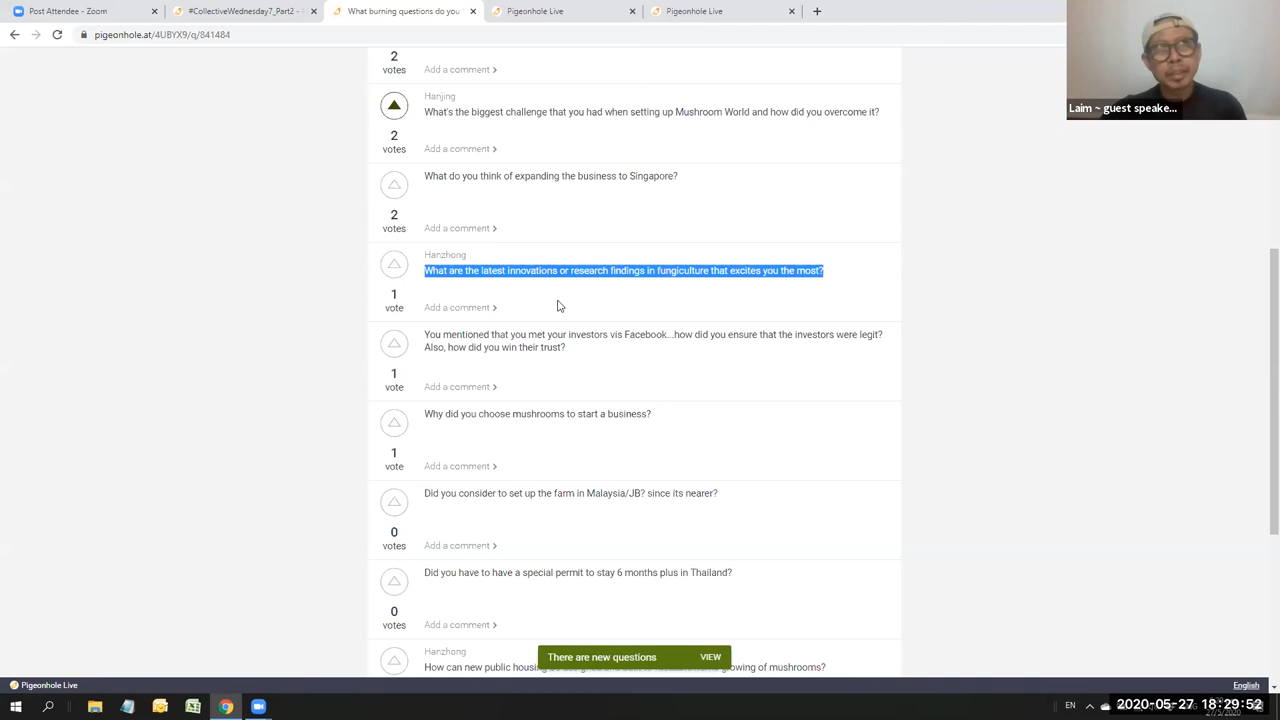 Post Attendee - Zoom
#CollectiveWednesday7_Part2 -
What burning questions do you
Pigeonhole Live
Pigeonhole Live
pigeonhole.at/4UBYX9/q/841484
Laim ~ guest speake...
2
votes
Add a comment
Hanjing
What's the biggest challenge that you had when setting up Mushroom World and how did you overcome it?
2
votes
Add a comment
What do you think of expanding the business to Singapore?
2
votes
Add a comment
Hanzhong
What are the latest innovations or research findings in fungiculture that excites you the most?
1
vote
Add a comment
You mentioned that you met your investors vis Facebook...how did you ensure that the investors were legit?
Also, how did you win their trust?
1
vote
Add a comment
Why did you choose mushrooms to start a business?
1
vote
Add a comment
Did you consider to set up the farm in Malaysia/JB? since its nearer?
0
votes
Add a comment
Did you have to have a special permit to stay 6 months plus in Thailand?
0
votes
Add a comment
Hanzhong
How can new public housing growing of mushrooms?
There are new questions VIEW
Pigeonhole Live
English
EN
2020-05-27 18:29:52
27/5/2020